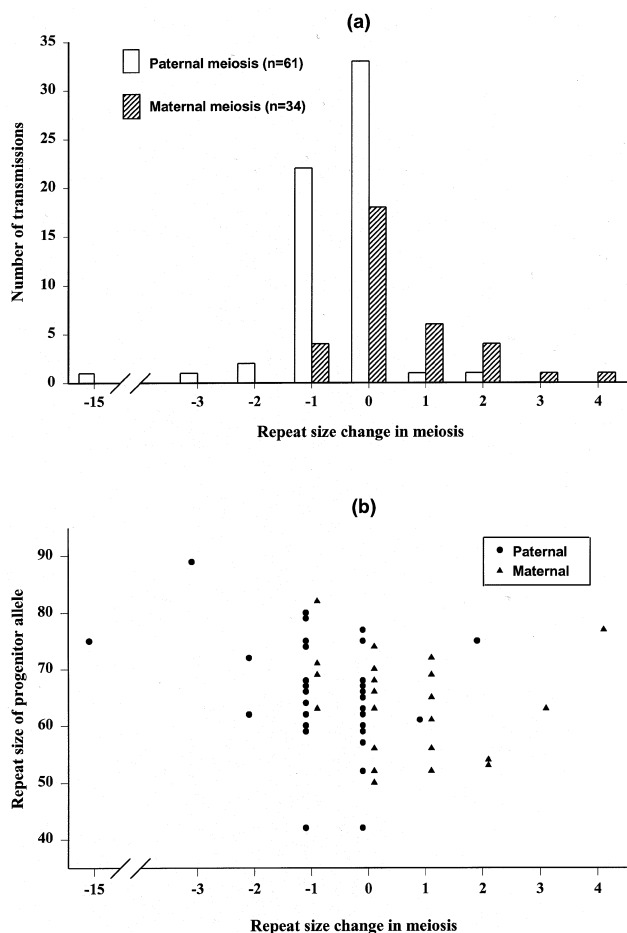 (a)
35
30
25
20
15
10
5
0
Number of transmissions
Paternal meiosis (n=61)
Maternal meiosis (n=34)
-15 -3 -2 -1 0 1 2 3 4
Repeat size change in meiosis
(b)
90
80
70
60
50
40
Repeat size of progenitor allele
Paternal
Maternal
-15 -3 -2 -1 0 1 2 3 4
Repeat size change in meiosis